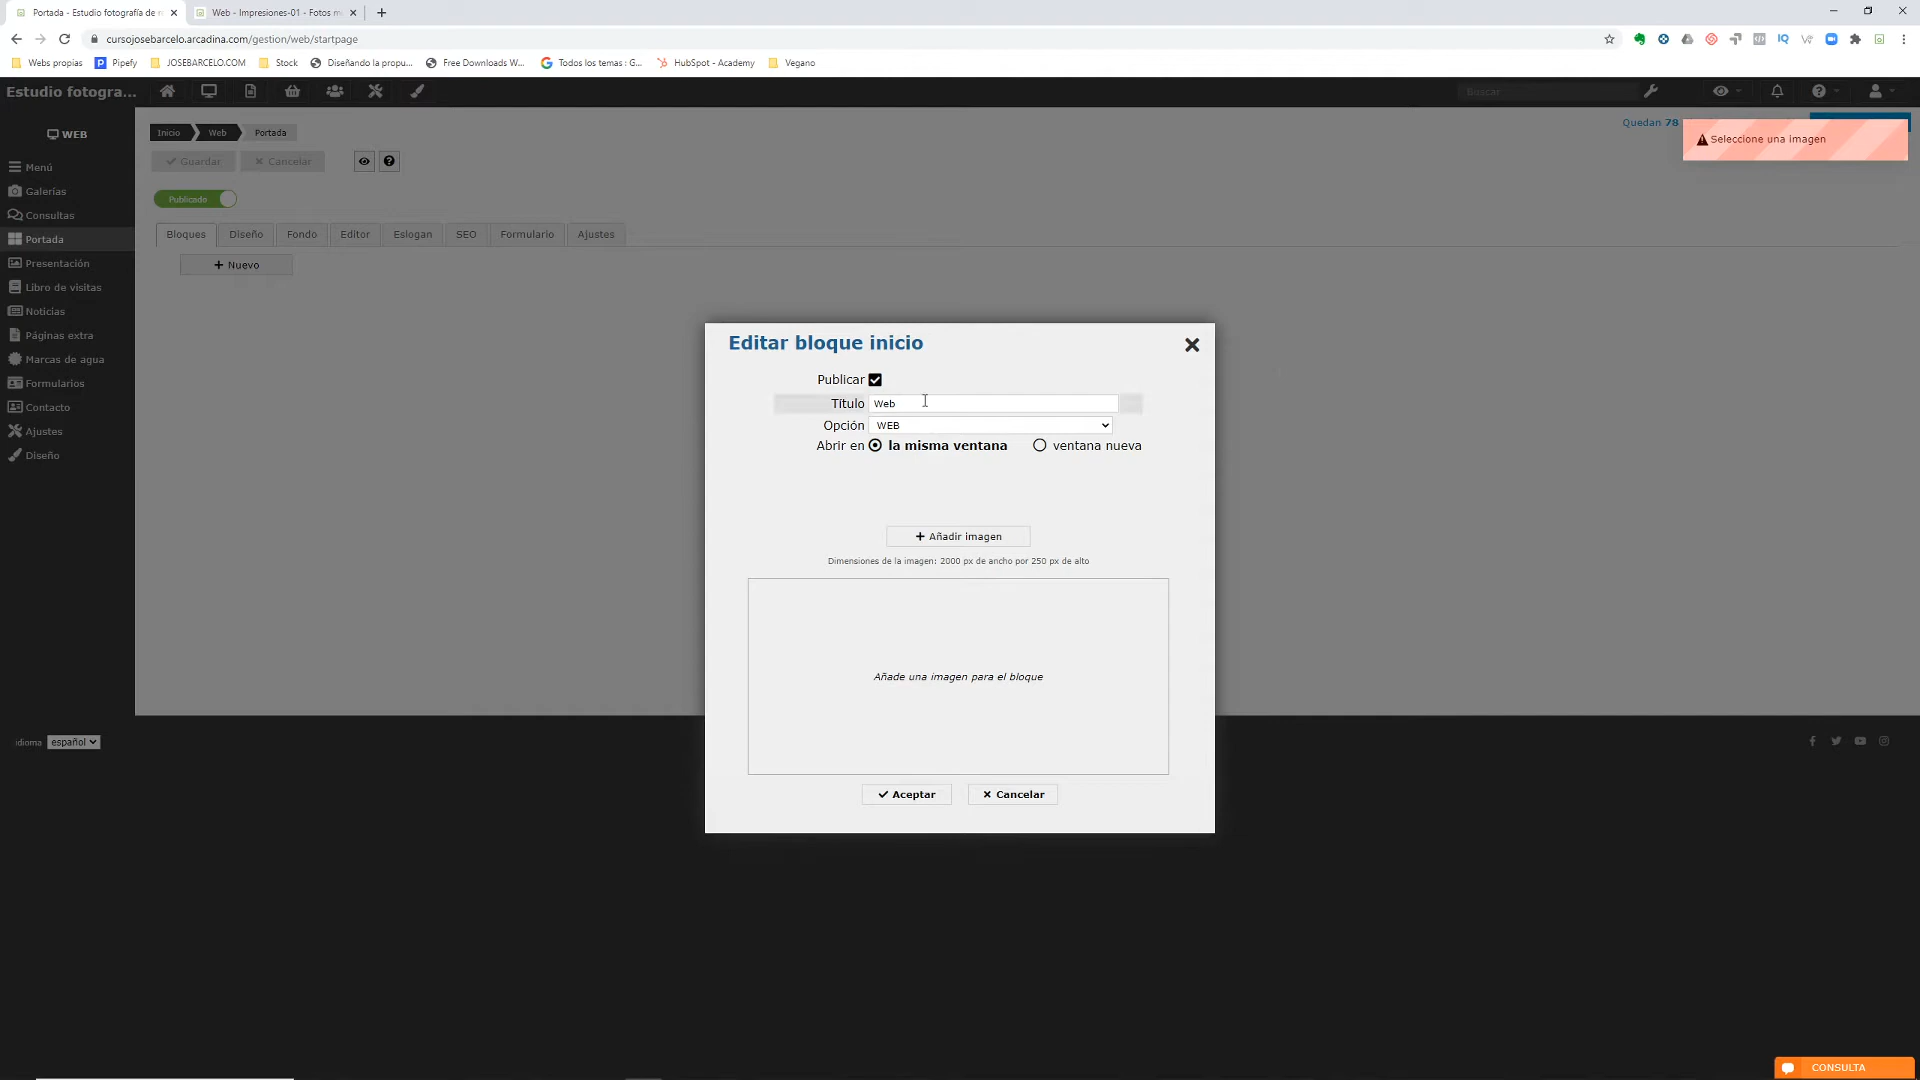 Portada - Estudio fotografía de r
Web - Impresiones-01 - Fotos m
cursojosebarcelo.arcadina.com/gestion/web/startpage
Webs propias
Pipefy
JOSEBARCELO.COM
Stock
Diseñando la propu...
Free Downloads W...
Todos los temas : G...
HubSpot - Academy
Vegano
Estudio fotogra...
Buscar
WEB
Inicio
Web
Portada
Quedan 78
Seleccione una imagen
Guardar
Cancelar
Menú
Galerías
Consultas
Portada
Presentación
Libro de visitas
Noticias
Páginas extra
Marcas de agua
Formularios
Contacto
Ajustes
Diseño
Publicado
Bloques
Diseño
Fondo
Editor
Eslogan
SEO
Formulario
Ajustes
+ Nuevo
Editar bloque inicio
Publicar
Título
Web
Opción
WEB
Abrir en
la misma ventana
ventana nueva
+ Añadir imagen
Dimensiones de la imagen: 2000 px de ancho por 250 px de alto
Añade una imagen para el bloque
Aceptar
Cancelar
idioma
español
CONSULTA